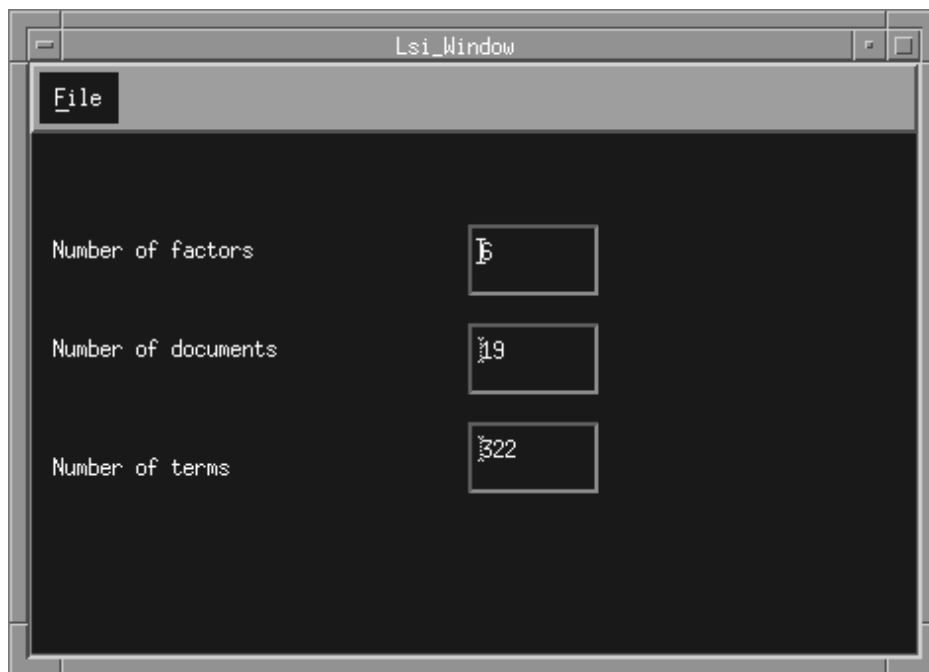 Lsi_Window
File
Number of factors 6
Number of documents 19
Number of terms 322